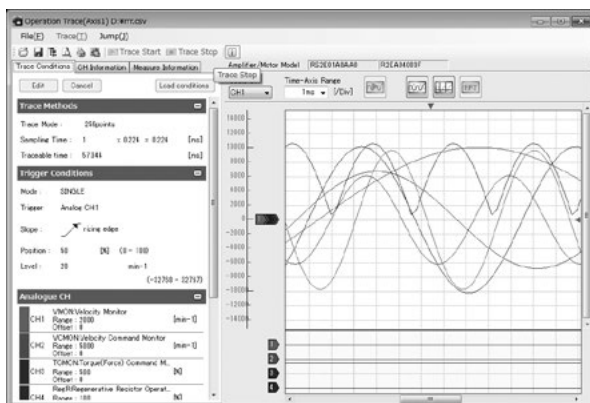 Operation Trace(Axis1)
File(F) Trace(T) Jump(J)
Trace Start Trace Stop
Trace Conditions CH Information Measure Information
Amplifier/Motor Model
Trace Stop
Edit Cancel Load conditions
CH1
Time-Axis Range
1ms [/Div]
FFT
Trace Methods
Trace Mode : 256points
Sampling Time : 1 = 0.224 = 0.224 [ms]
Traceable time : 57.344 [ms]
Trigger Conditions
Mode : SINGLE
Trigger Analog CH1
Slope : rising edge
Position : 50 [%] (0 - 100)
Level : 20 min-1
(-32768 - 32767)
Analogue CH
CH1 VMON:Velocity Monitor
Range : 2000 [min-1]
Offset : 0
CH2 VCMON:Velocity Command Monitor
Range : 5000 [min-1]
Offset : 0
CH3 TCMON:Torque(Force) Command M...
Range : 500 [%]
Offset : 0
CH4 RegR:Regenerative Resistor Operat...
Range : 100 [%]
14000
12000
10000
8000
6000
4000
2000
0
-2000
-4000
-6000
-8000
-10000
-12000
-14000
1
2
3
4